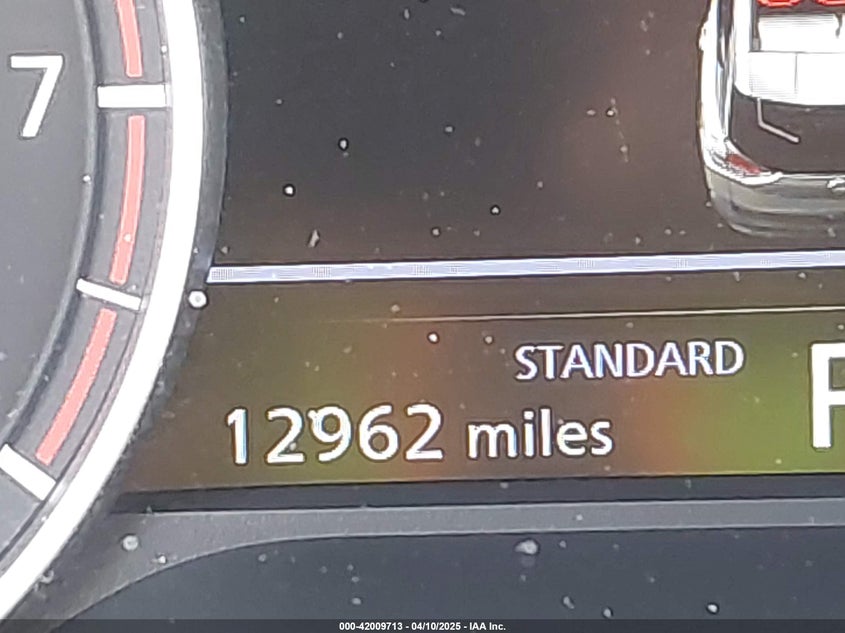 7
STANDARD
12962 miles
000-42009713 - 04/10/2025 - IAA Inc.